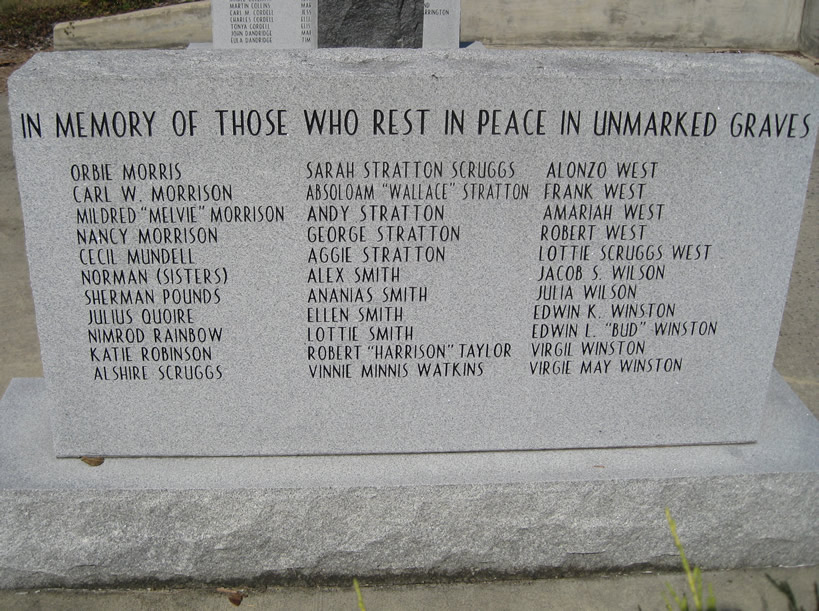 MARTIN COLLINS
CARL M. CORDELL
CHARLES CORDELL
TONYA CORDELL
JOHN DANDRIDGE
EULA DANDRIDGE
IN MEMORY OF THOSE WHO REST IN PEACE IN UNMARKED GRAVES
ORBIE MORRIS
CARL W. MORRISON
MILDRED "MELVIE" MORRISON
NANCY MORRISON
CECIL MUNDELL
NORMAN (SISTERS)
SHERMAN POUNDS
JULIUS QUOIRE
NIMROD RAINBOW
KATIE ROBINSON
ALSHIRE SCRUGGS
SARAH STRATTON SCRUGGS
ABSOLOAM "WALLACE" STRATTON
ANDY STRATTON
GEORGE STRATTON
AGGIE STRATTON
ALEX SMITH
ANANIAS SMITH
ELLEN SMITH
LOTTIE SMITH
ROBERT "HARRISON" TAYLOR
VINNIE MINNIS WATKINS
ALONZO WEST
FRANK WEST
AMARIAH WEST
ROBERT WEST
LOTTIE SCRUGGS WEST
JACOB S. WILSON
JULIA WILSON
EDWIN K. WINSTON
EDWIN L. "BUD" WINSTON
VIRGIL WINSTON
VIRGIE MAY WINSTON